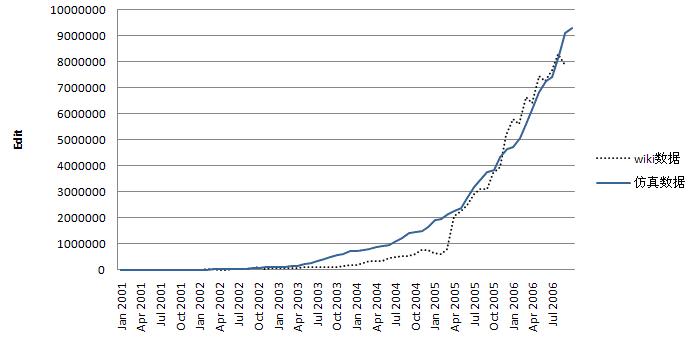 10000000
9000000
8000000
7000000
6000000
5000000
4000000
3000000
2000000
1000000
0
Edit
Jan 2001
Apr 2001
Jul 2001
Oct 2001
Jan 2002
Apr 2002
Jul 2002
Oct 2002
Jan 2003
Apr 2003
Jul 2003
Oct 2003
Jan 2004
Apr 2004
Jul 2004
Oct 2004
Jan 2005
Apr 2005
Jul 2005
Oct 2005
Jan 2006
Apr 2006
Jul 2006
wiki数据
仿真数据